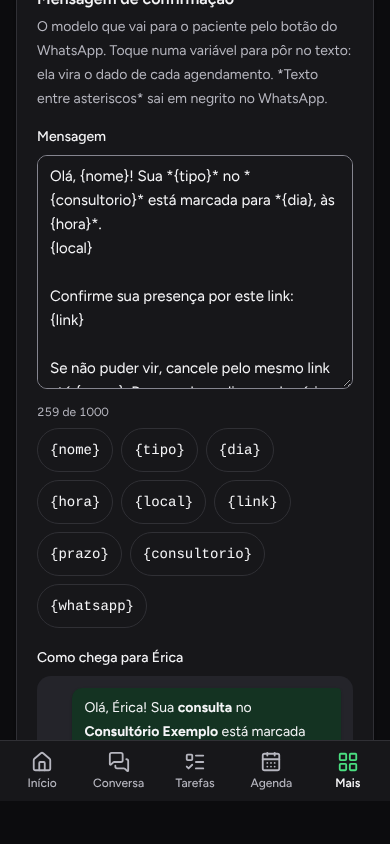 Mensagem de confirmação
O modelo que vai para o paciente pelo botão do
WhatsApp. Toque numa variável para pôr no texto:
ela vira o dado de cada agendamento. *Texto
entre asteriscos* sai em negrito no WhatsApp.
Mensagem
Olá, {nome}! Sua *{tipo}* no *
{consultorio}* está marcada para *{dia}, às
{hora}*.
{local}
Confirme sua presença por este link:
{link}
Se não puder vir, cancele pelo mesmo link
259 de 1000
{nome} {tipo} {dia}
{hora} {local} {link}
{prazo} {consultorio}
{whatsapp}
Como chega para Érica
Olá, Érica! Sua consulta no
Consultório Exemplo está marcada
Início Conversa Tarefas Agenda Mais